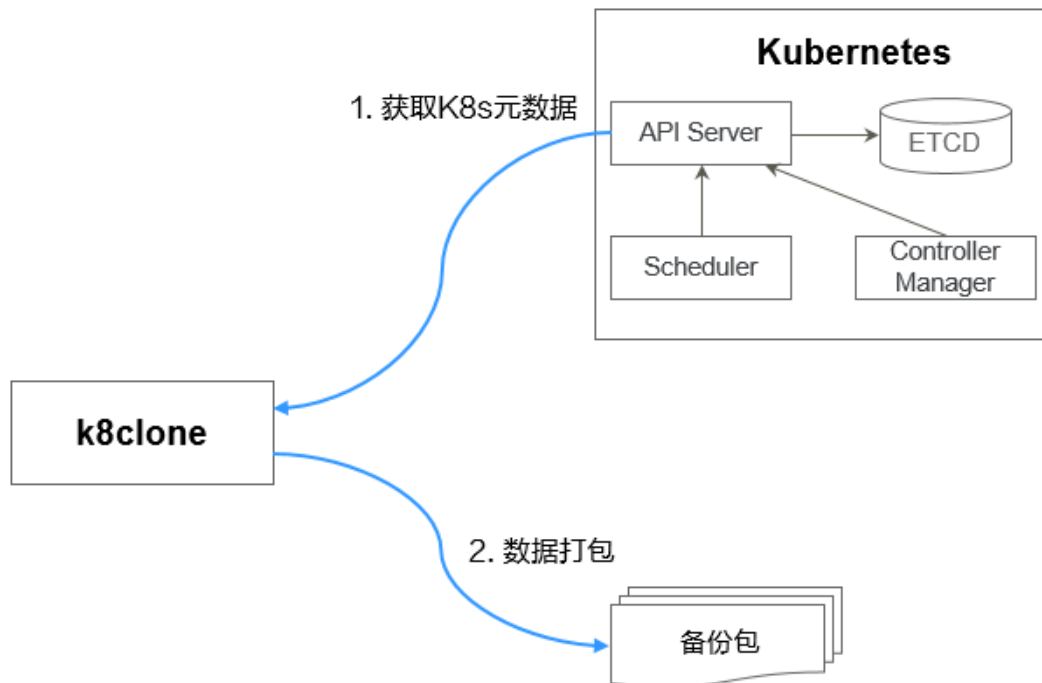 Kubernetes
1. 获取K8s元数据
API Server
ETCD
Scheduler
Controller
Manager
k8clone
2. 数据打包
备份包